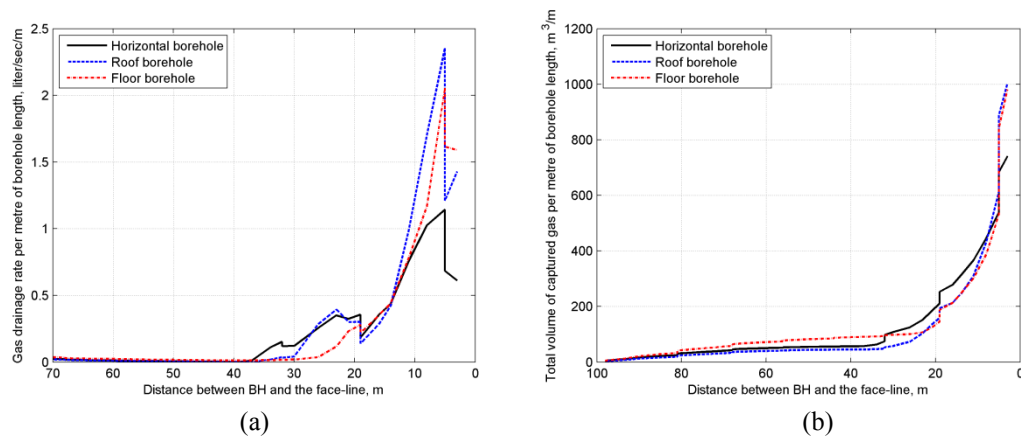 2.5
2
1.5
1
0.5
0
70
60
50
40
30
20
10
0
Gas drainage rate per metre of borehole length, liter/sec/m
Distance between BH and the face-line, m
Horizontal borehole
Roof borehole
Floor borehole
(a)
1200
1000
800
600
400
200
0
100
80
60
40
20
0
Total volume of captured gas per metre of borehole length, m³/m
Distance between BH and the face-line, m
Horizontal borehole
Roof borehole
Floor borehole
(b)